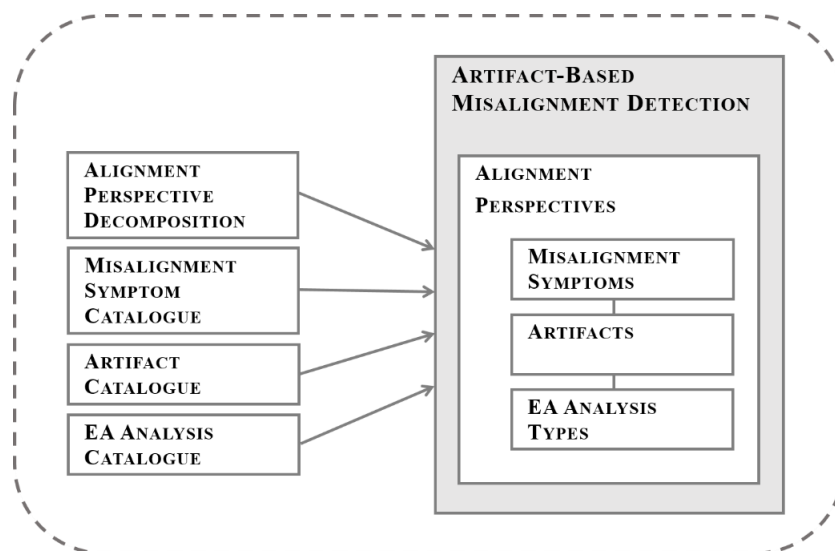 Alignment
Perspective
Decomposition
Misalignment
Symptom
Catalogue
Artifact
Catalogue
EA Analysis
Catalogue
Artifact-Based
Misalignment Detection
Alignment
Perspectives
Misalignment
Symptoms
Artifacts
EA Analysis
Types